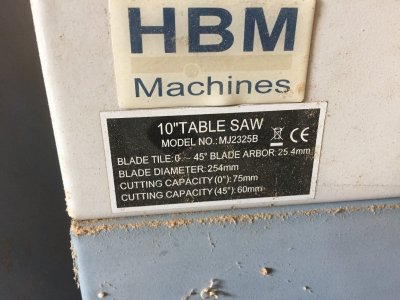 HBM
Machines
10"TABLE SAW
MODEL NO.:MJ2325B
BLADE TILE:0 ~ 45° BLADE ARBOR:25.4mm
BLADE DIAMETER:254mm
CUTTING CAPACITY(0°):75mm
CUTTING CAPACITY(45°):60mm
CE